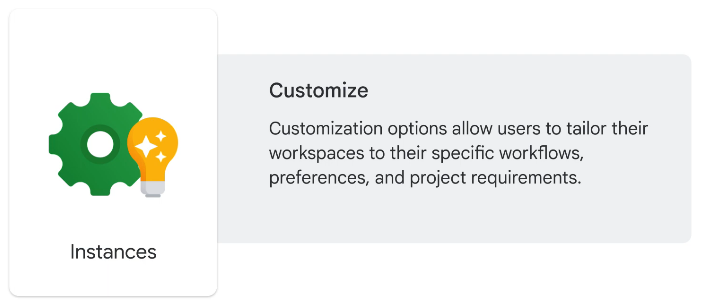 Customize
Customization options allow users to tailor their
workspaces to their specific workflows,
preferences, and project requirements.
Instances